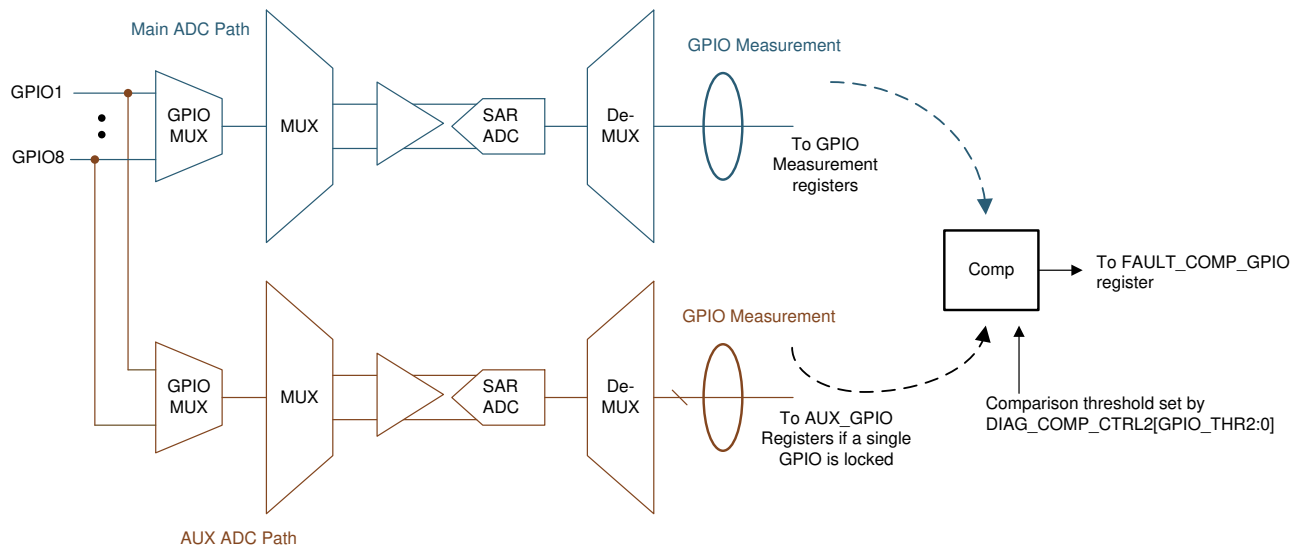 Main ADC Path
GPIO1
GPIO8
GPIO
MUX
MUX
SAR
ADC
De-
MUX
GPIO Measurement
To GPIO
Measurement
registers
Comp
To FAULT_COMP_GPIO
register
GPIO
MUX
MUX
SAR
ADC
De-
MUX
GPIO Measurement
To AUX_GPIO
Registers if a single
GPIO is locked
Comparison threshold set by
DIAG_COMP_CTRL2[GPIO_THR2:0]
AUX ADC Path